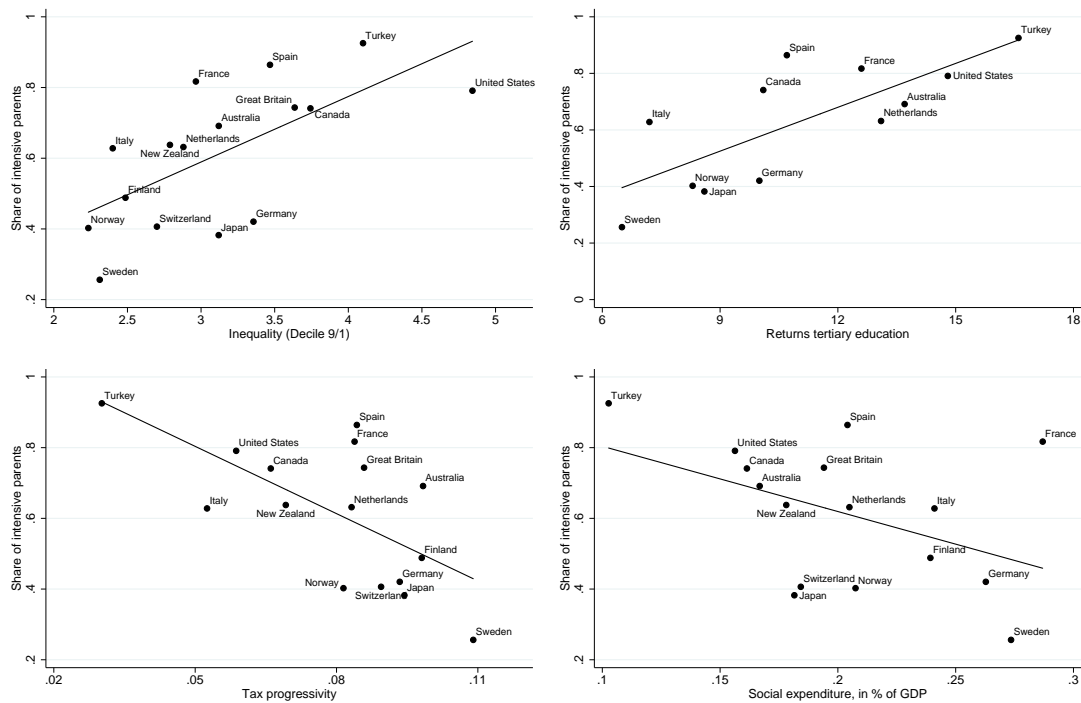 Share of intensive parents
1
.8
.6
.4
.2
Turkey
Spain
France
United States
Great Britain
Canada
Australia
Italy
Netherlands
New Zealand
Finland
Norway
Switzerland
Germany
Japan
Sweden
2 2.5 3 3.5 4 4.5 5
Inequality (Decile 9/1)
Share of intensive parents
1
.8
.6
.4
.2
0
Turkey
Spain
France
United States
Canada
Australia
Italy
Netherlands
Norway
Germany
Japan
Sweden
6 9 12 15 18
Returns tertiary education
Share of intensive parents
1
.8
.6
.4
.2
Turkey
Spain
France
United States
Canada
Great Britain
Australia
Italy
New Zealand
Netherlands
Finland
Norway
Germany
Switzerland
Japan
Sweden
.02 .05 .08 .11
Tax progressivity
Share of intensive parents
1
.8
.6
.4
.2
Turkey
Spain
France
United States
Canada
Great Britain
Australia
New Zealand
Netherlands
Italy
Finland
Switzerland
Norway
Germany
Japan
Sweden
.1 .15 .2 .25 .3
Social expenditure, in % of GDP